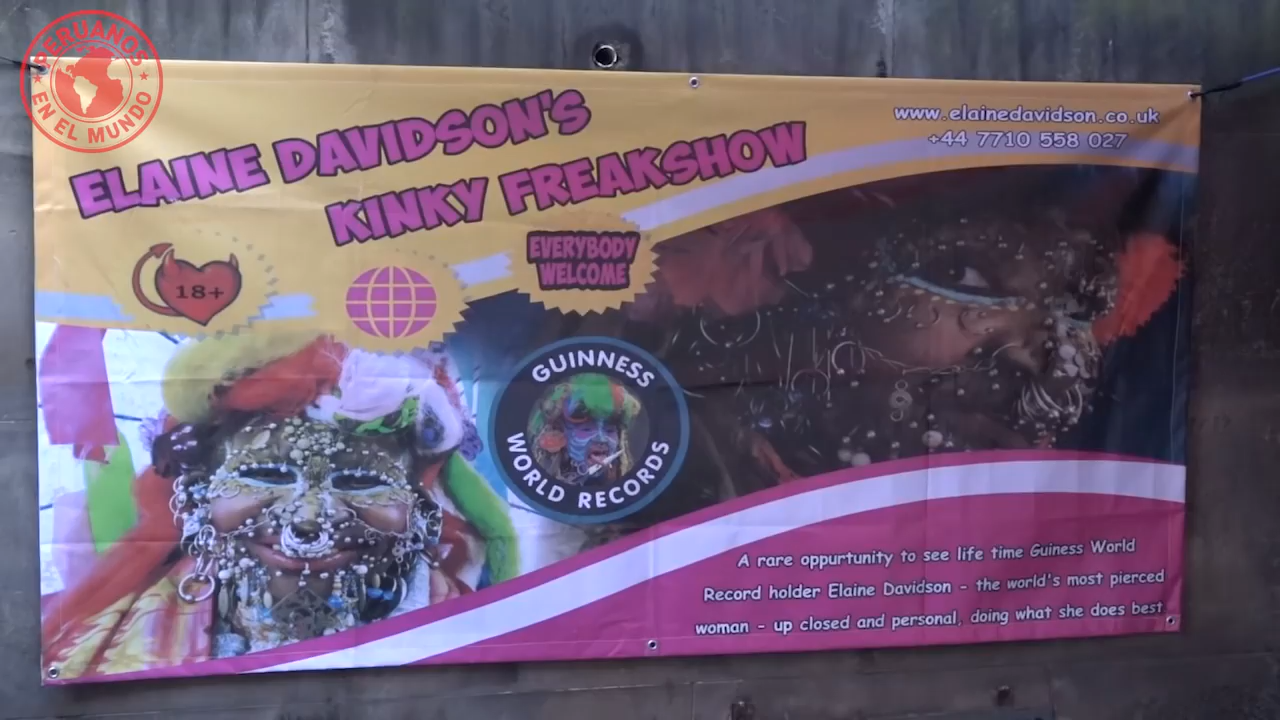 PERUANOS
EN EL MUNDO
ELAINE DAVIDSON'S
KINKY FREAKSHOW
www.elainedavidson.co.uk
+44 7710 558 027
18+
EVERYBODY
WELCOME
GUINNESS
WORLD RECORDS
A rare oppurtunity to see life time Guiness World
Record holder Elaine Davidson - the world's most pierced
woman - up closed and personal, doing what she does best